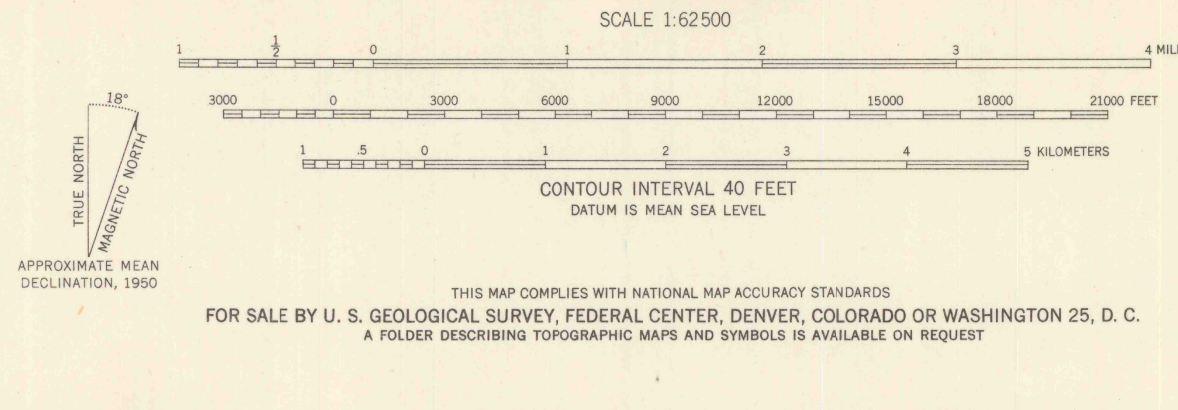 SCALE 1:62500
1 ½ 0 1 2 3 4 MIL
3000 0 3000 6000 9000 12000 15000 18000 21000 FEET
1 .5 0 1 2 3 4 5 KILOMETERS
CONTOUR INTERVAL 40 FEET
DATUM IS MEAN SEA LEVEL
18°
TRUE NORTH
MAGNETIC NORTH
APPROXIMATE MEAN
DECLINATION, 1950
THIS MAP COMPLIES WITH NATIONAL MAP ACCURACY STANDARDS
FOR SALE BY U. S. GEOLOGICAL SURVEY, FEDERAL CENTER, DENVER, COLORADO OR WASHINGTON 25, D. C.
A FOLDER DESCRIBING TOPOGRAPHIC MAPS AND SYMBOLS IS AVAILABLE ON REQUEST